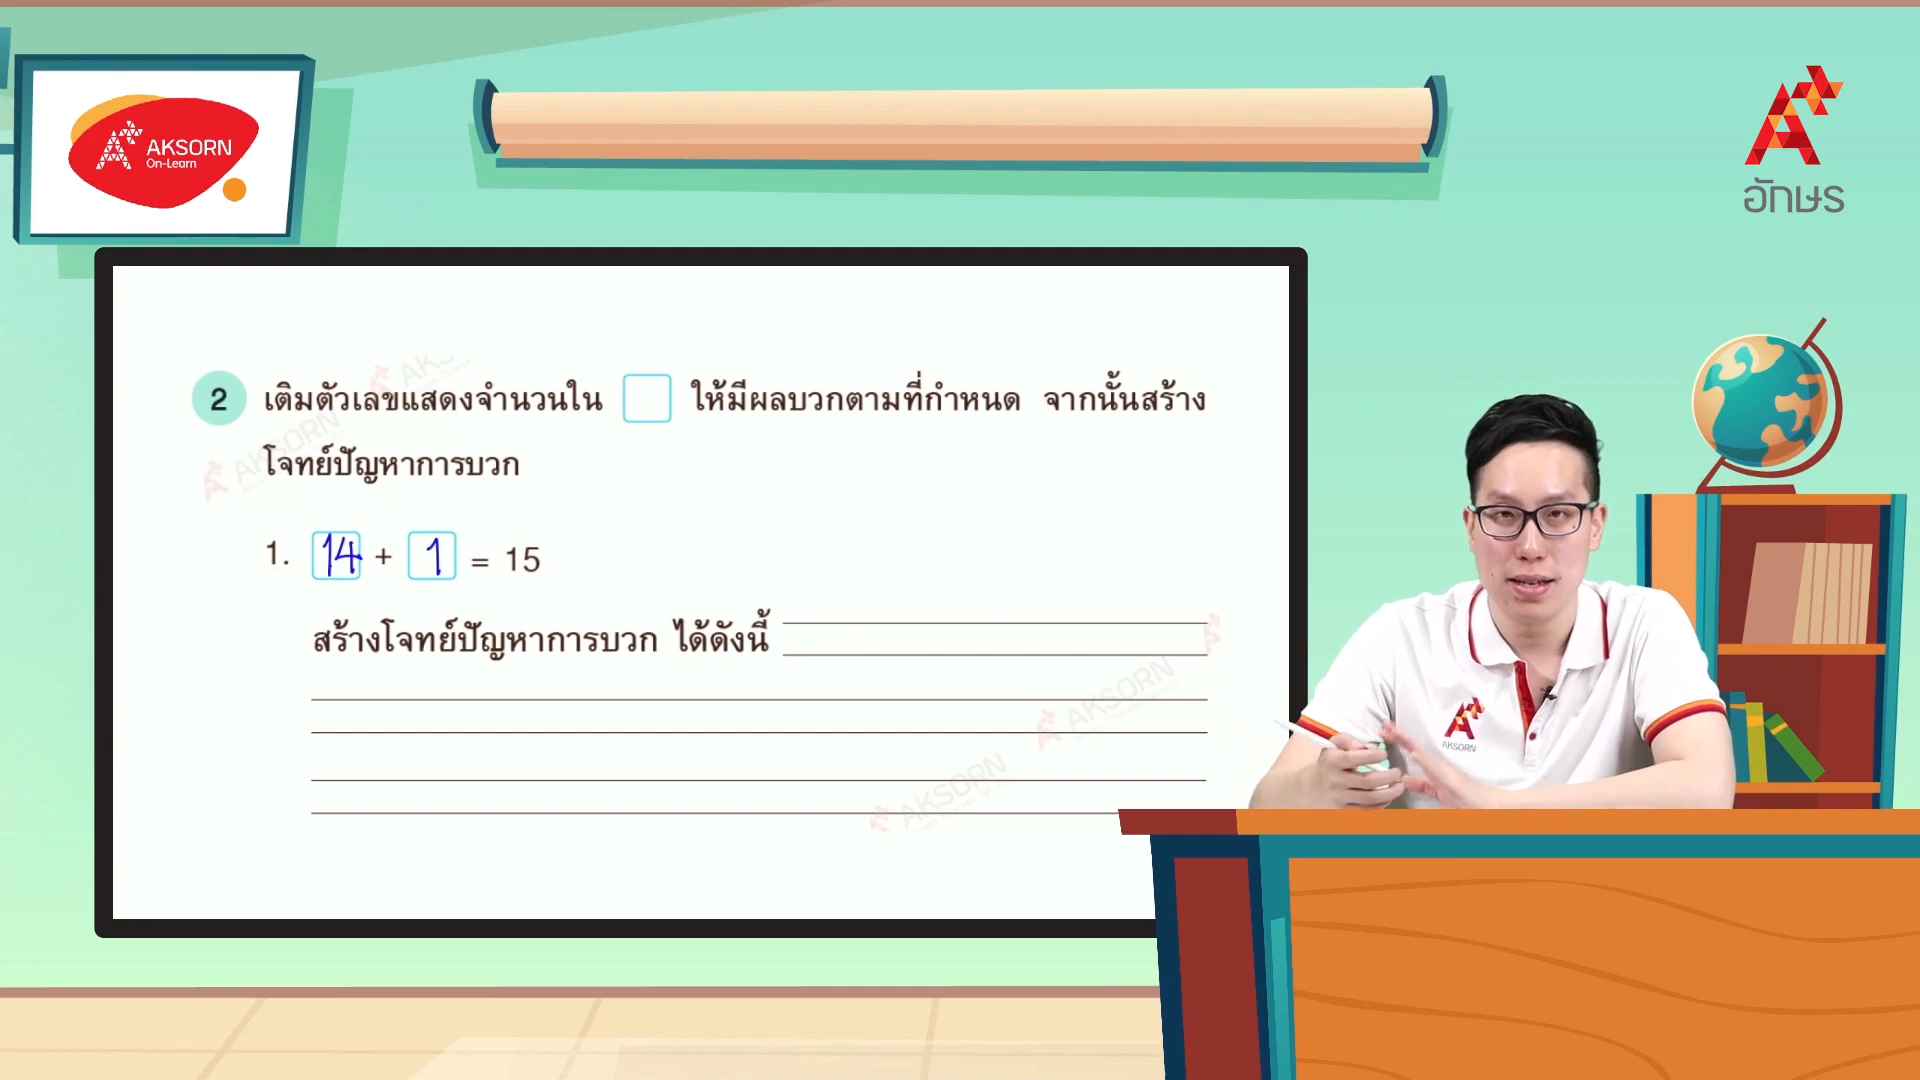 AKSORN
On-Learn
อักษร
2 เติมตัวเลขแสดงจำนวนใน ให้มีผลบวกตามที่กำหนด จากนั้นสร้าง
โจทย์ปัญหาการบวก
1. 14 + 1 = 15
สร้างโจทย์ปัญหาการบวก ได้ดังนี้
AKSORN
AKSORN
AKSORN
AKSORN